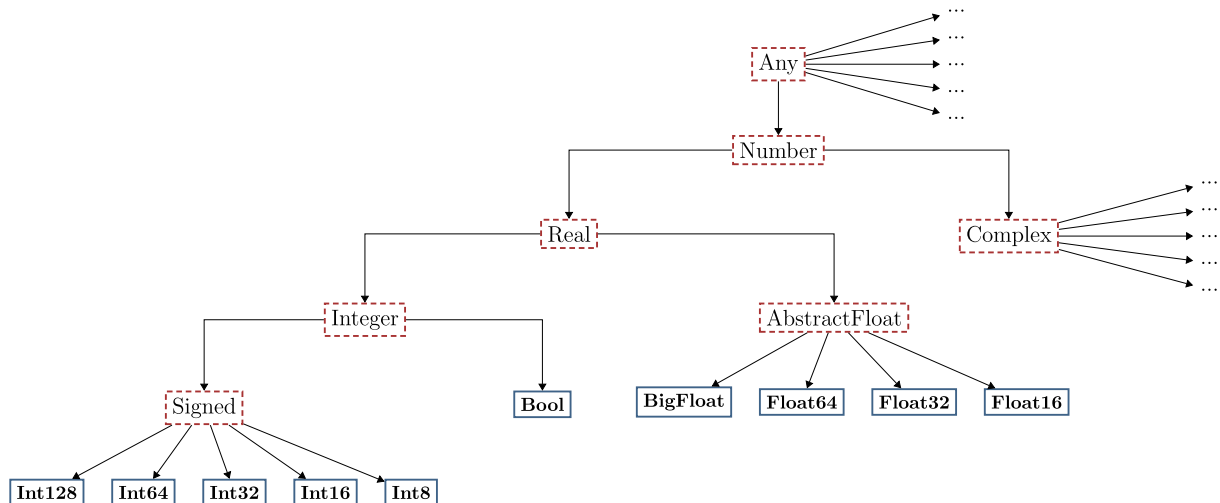 ...
...
Any ...
...
...
Number
...
...
Real Complex ...
...
...
Integer AbstractFloat
Signed Bool BigFloat Float64 Float32 Float16
Int128 Int64 Int32 Int16 Int8